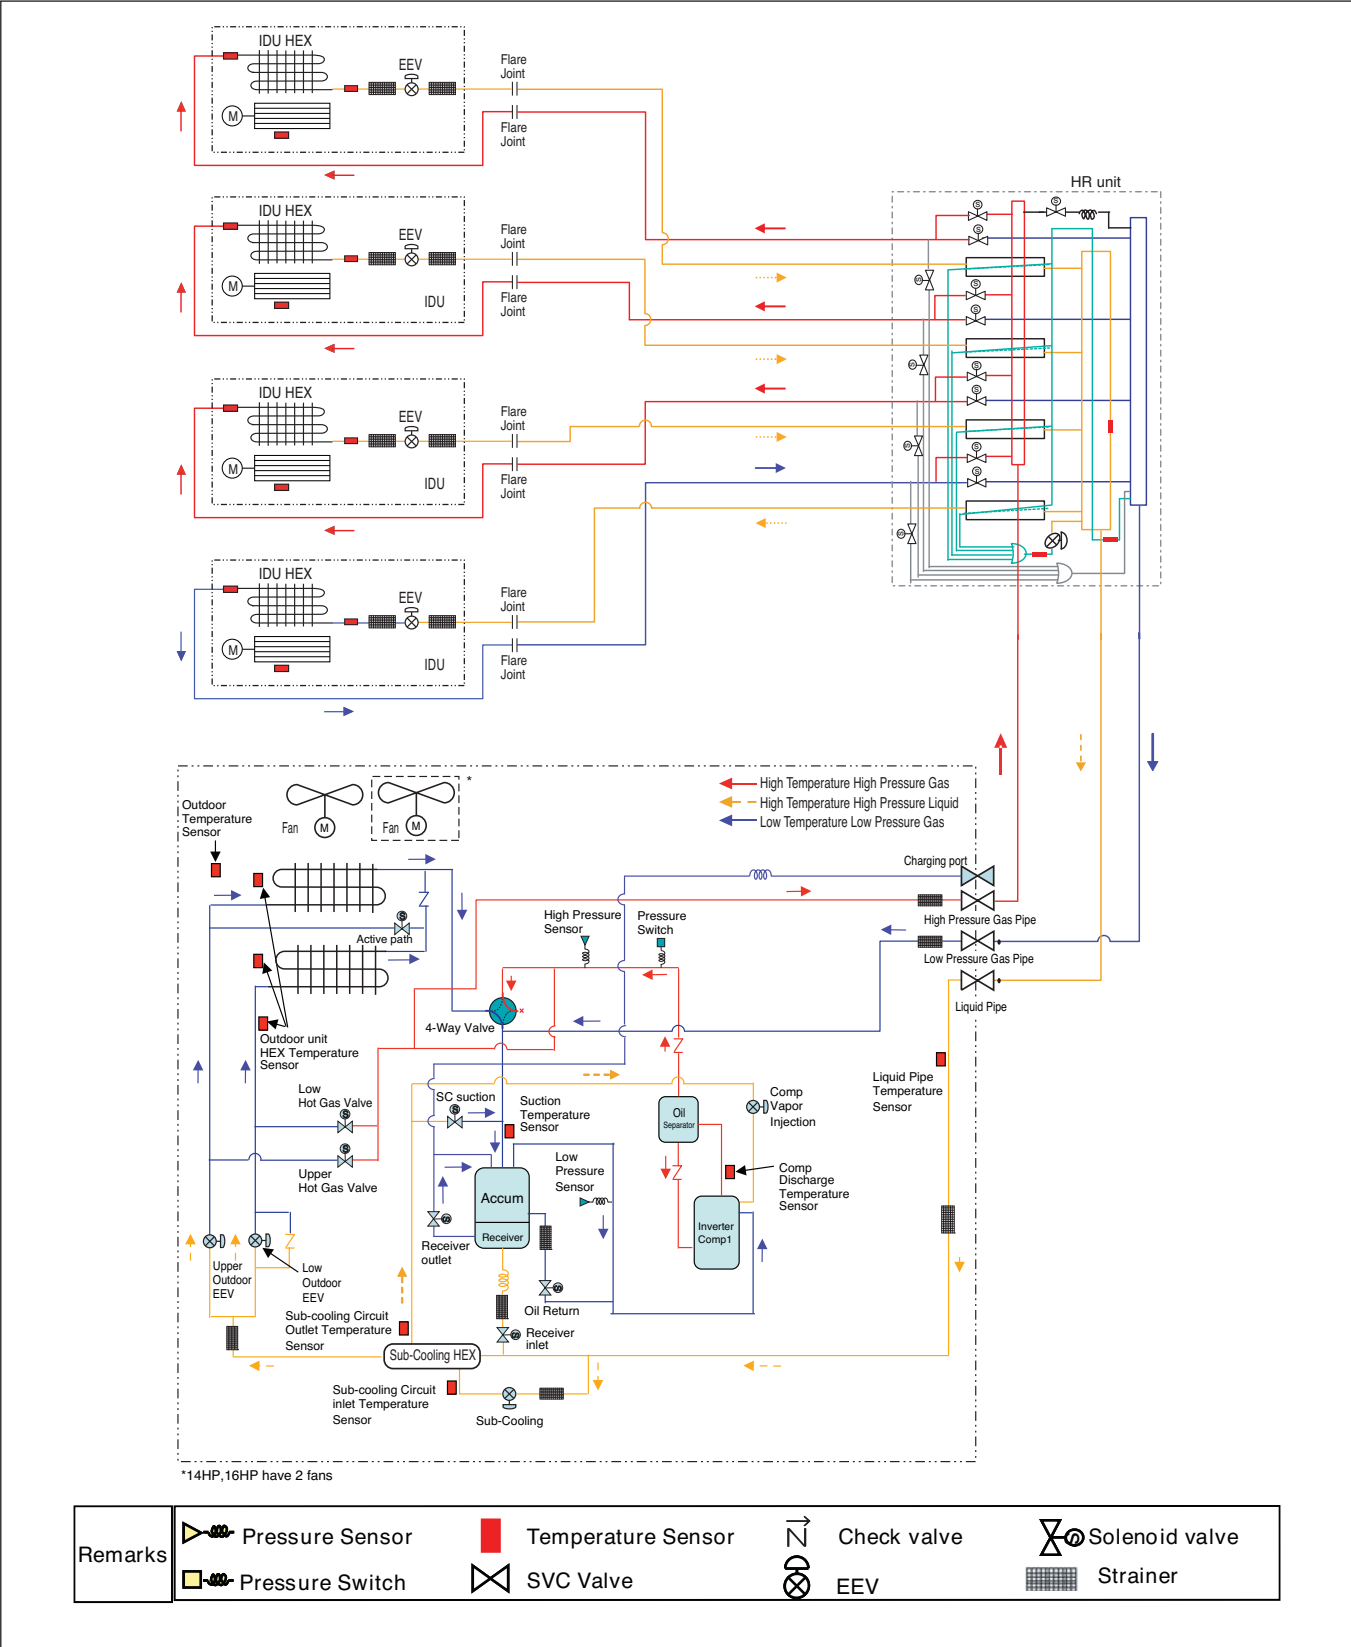 IDU HEX
EEV
Flare
Joint
M
Flare
Joint
HR unit
IDU HEX
EEV
Flare
Joint
M
IDU
Flare
Joint
IDU HEX
EEV
Flare
Joint
M
IDU
Flare
Joint
IDU HEX
EEV
Flare
Joint
M
IDU
Flare
Joint
S
S
S
S
S
S
S
S
S
S
S
S
S
High Temperature High Pressure Gas
High Temperature High Pressure Liquid
Low Temperature Low Pressure Gas
Outdoor
Temperature
Sensor
Fan
M
Fan
M
*
Charging port
High Pressure
Sensor
Pressure
Switch
High Pressure Gas Pipe
Low Pressure Gas Pipe
Liquid Pipe
S
Active path
4-Way Valve
×
Outdoor unit
HEX Temperature
Sensor
Liquid Pipe
Temperature
Sensor
Low
Hot Gas Valve
S
SC suction
S
Suction
Temperature
Sensor
Oil
Separator
Comp
Vapor
Injection
S
Upper
Hot Gas Valve
Low
Pressure
Sensor
Comp
Discharge
Temperature
Sensor
Accum
Receiver
Inverter
Comp1
S
Receiver
outlet
Upper
Outdoor
EEV
Low
Outdoor
EEV
S
Oil Return
Sub-cooling Circuit
Outlet Temperature
Sensor
S
Receiver
inlet
Sub-Cooling HEX
Sub-cooling Circuit
inlet Temperature
Sensor
Sub-Cooling
*14HP,16HP have 2 fans
Remarks
Pressure Sensor
Temperature Sensor
Check valve
S
Solenoid valve
Pressure Switch
SVC Valve
EEV
Strainer